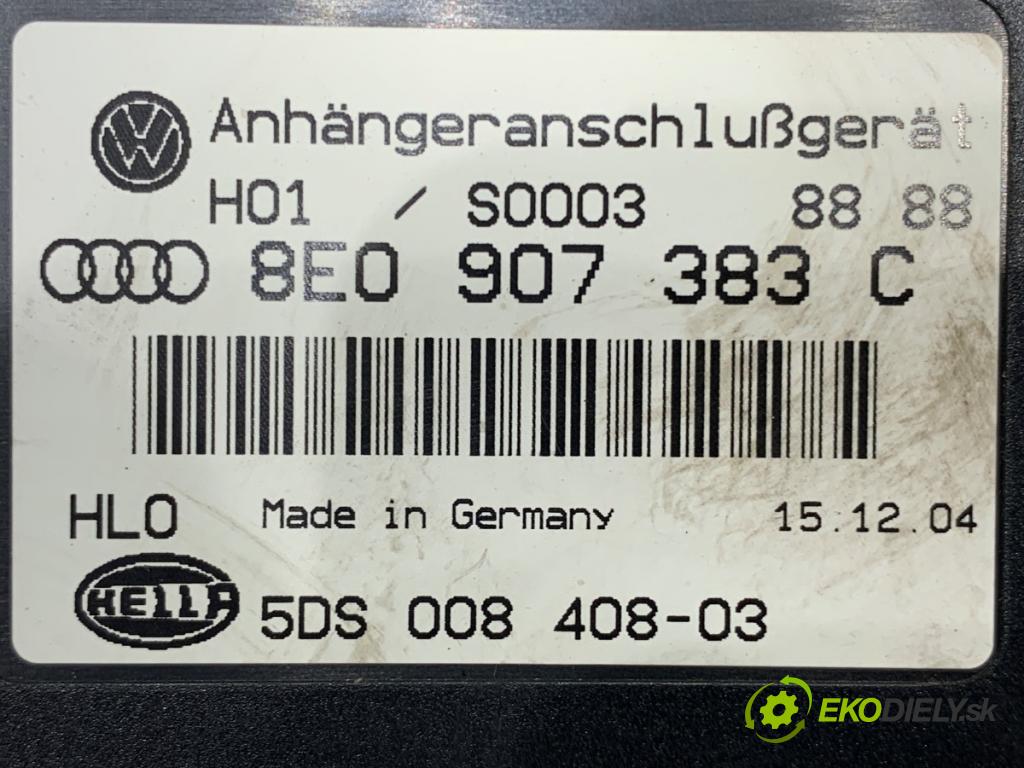 Anhängeranschlußgerät
H01 / S0003 88 88
8E0 907 383 C
HLO Made in Germany 15.12.04
HELLA 5DS 008 408-03
EKODIELY.sk